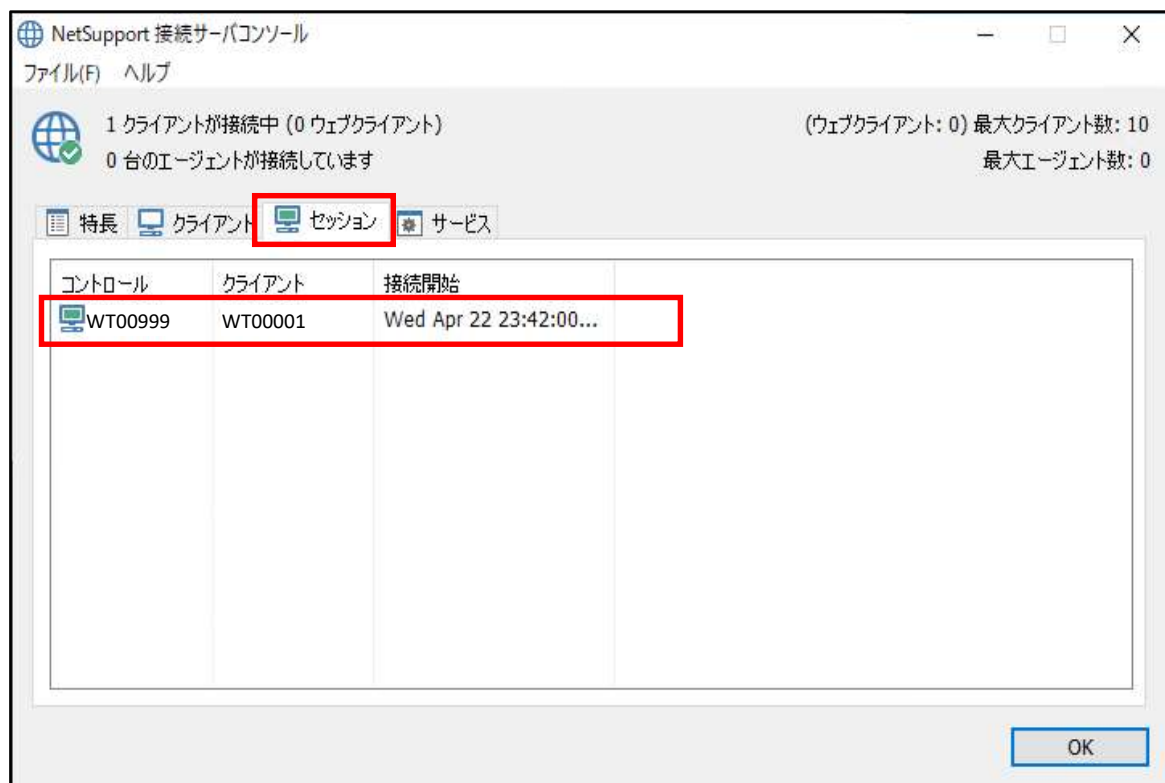 NetSupport 接続サーバコンソール
ファイル(F) ヘルプ
1 クライアントが接続中 (0 ウェブクライアント)
(ウェブクライアント: 0) 最大クライアント数: 10
0 台のエージェントが接続しています
最大エージェント数: 0
特長 クライアント セッション サービス
コントロール クライアント 接続開始
WT00999 WT00001 Wed Apr 22 23:42:00...
OK